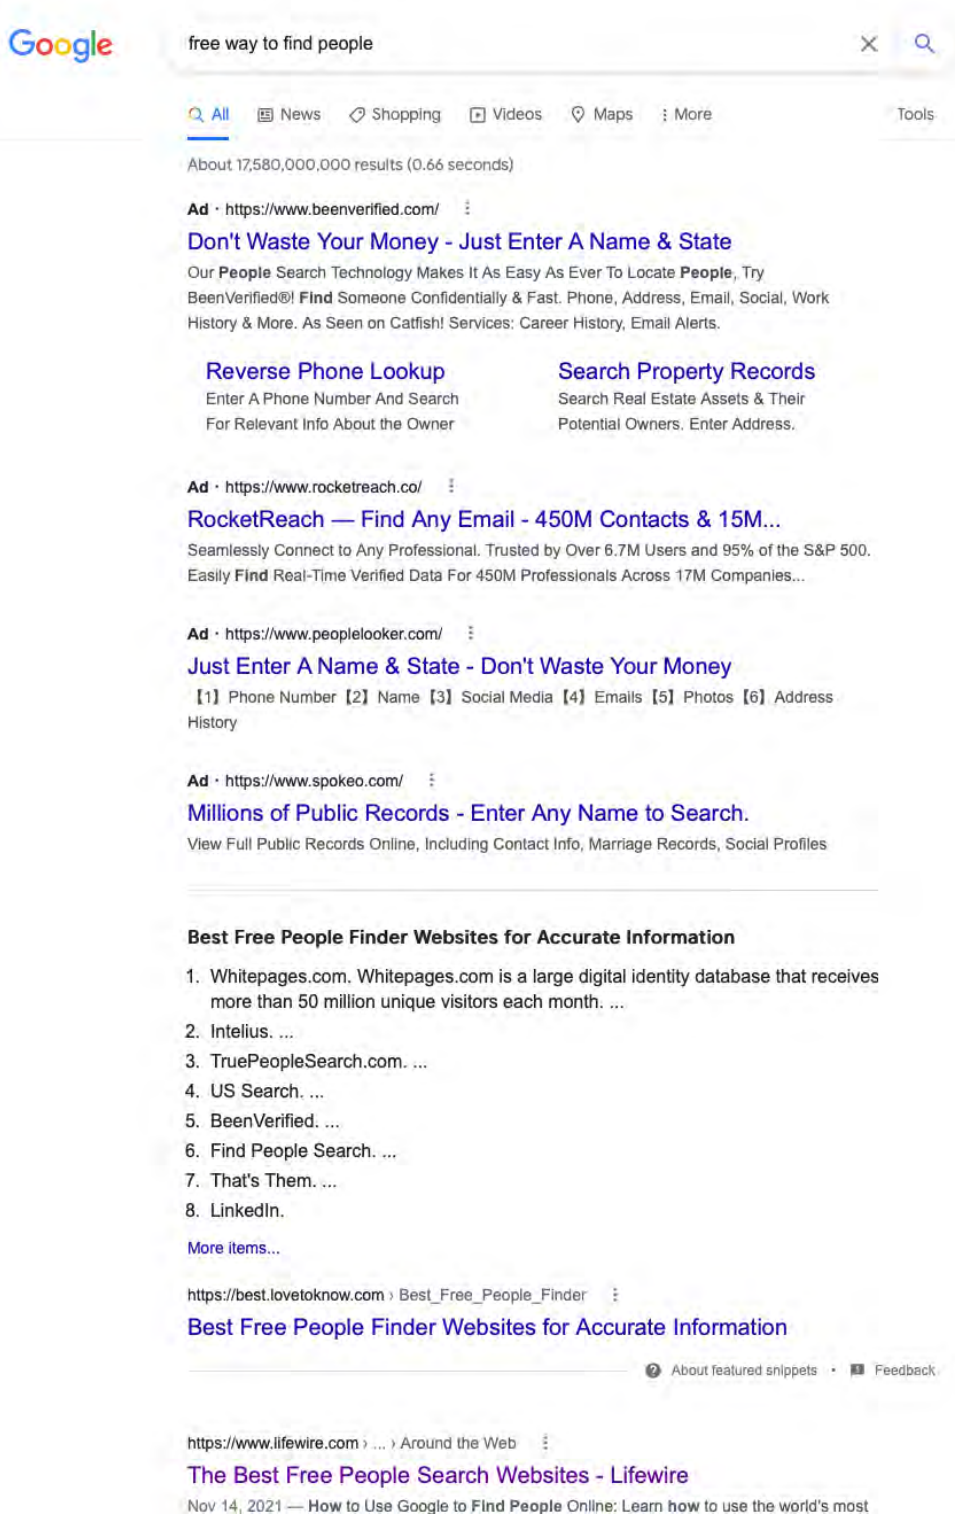 Google
free way to find people
All News Shopping Videos Maps More Tools
About 17,580,000,000 results (0.66 seconds)
Ad · https://www.beenverified.com/
Don't Waste Your Money - Just Enter A Name & State
Our People Search Technology Makes It As Easy As Ever To Locate People, Try
BeenVerified®! Find Someone Confidentially & Fast. Phone, Address, Email, Social, Work
History & More. As Seen on Catfish! Services: Career History, Email Alerts.
Reverse Phone Lookup
Enter A Phone Number And Search
For Relevant Info About the Owner
Search Property Records
Search Real Estate Assets & Their
Potential Owners. Enter Address.
Ad · https://www.rocketreach.co/
RocketReach — Find Any Email - 450M Contacts & 15M...
Seamlessly Connect to Any Professional. Trusted by Over 6.7M Users and 95% of the S&P 500.
Easily Find Real-Time Verified Data For 450M Professionals Across 17M Companies...
Ad · https://www.peoplelooker.com/
Just Enter A Name & State - Don't Waste Your Money
【1】Phone Number【2】Name【3】Social Media【4】Emails【5】Photos【6】Address
History
Ad · https://www.spokeo.com/
Millions of Public Records - Enter Any Name to Search.
View Full Public Records Online, Including Contact Info, Marriage Records, Social Profiles
Best Free People Finder Websites for Accurate Information
1. Whitepages.com. Whitepages.com is a large digital identity database that receives
more than 50 million unique visitors each month. ...
2. Intelius. ...
3. TruePeopleSearch.com. ...
4. US Search. ...
5. BeenVerified. ...
6. Find People Search. ...
7. That's Them. ...
8. LinkedIn.
More items...
https://best.lovetoknow.com › Best_Free_People_Finder
Best Free People Finder Websites for Accurate Information
About featured snippets · Feedback
https://www.lifewire.com › ... › Around the Web
The Best Free People Search Websites - Lifewire
Nov 14, 2021 — How to Use Google to Find People Online: Learn how to use the world's most